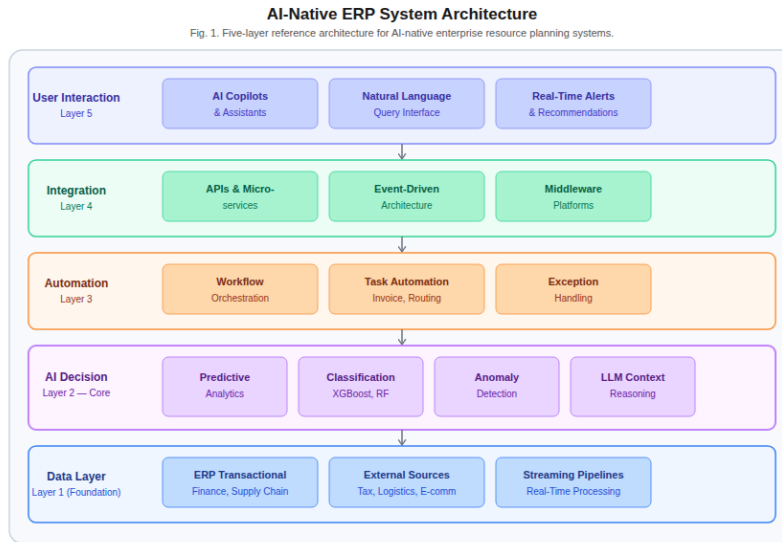 AI-Native ERP System Architecture
Fig. 1. Five-layer reference architecture for AI-native enterprise resource planning systems.
User Interaction
Layer 5
AI Copilots
& Assistants
Natural Language
Query Interface
Real-Time Alerts
& Recommendations
Integration
Layer 4
APIs & Micro-
services
Event-Driven
Architecture
Middleware
Platforms
Automation
Layer 3
Workflow
Orchestration
Task Automation
Invoice, Routing
Exception
Handling
AI Decision
Layer 2 — Core
Predictive
Analytics
Classification
XGBoost, RF
Anomaly
Detection
LLM Context
Reasoning
Data Layer
Layer 1 (Foundation)
ERP Transactional
Finance, Supply Chain
External Sources
Tax, Logistics, E-comm
Streaming Pipelines
Real-Time Processing